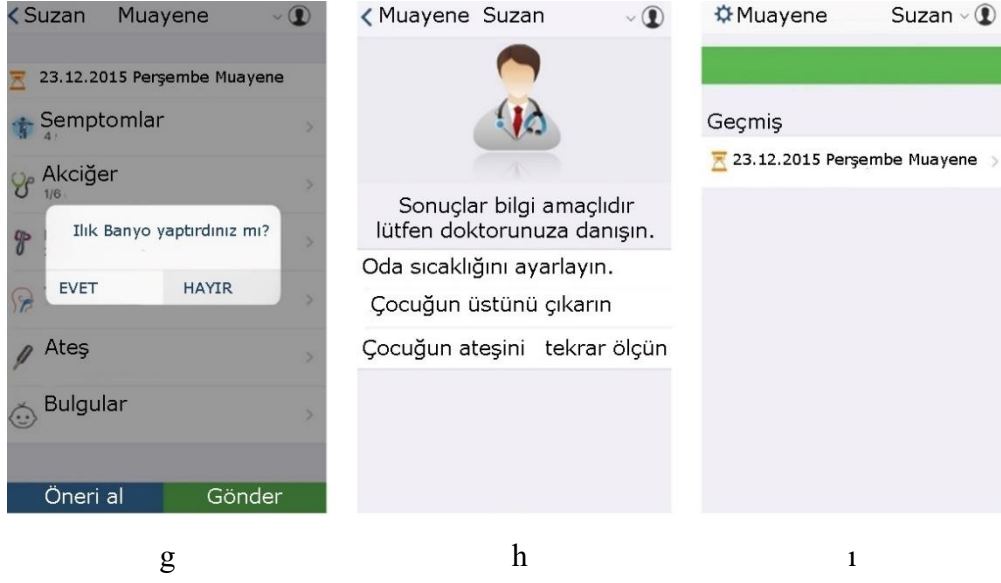 Suzan Muayene
23.12.2015 Perşembe Muayene
Semptomlar
4
Akciğer
1/6
Ilık Banyo yaptırdınız mı?
EVET HAYIR
Ateş
Bulgular
Öneri al Gönder
g
Muayene Suzan
Sonuçlar bilgi amaçlıdır
lütfen doktorunuza danışın.
Oda sıcaklığını ayarlayın.
Çocuğun üstünü çıkarın
Çocuğun ateşini tekrar ölçün
h
Muayene Suzan
Geçmiş
23.12.2015 Perşembe Muayene
ı